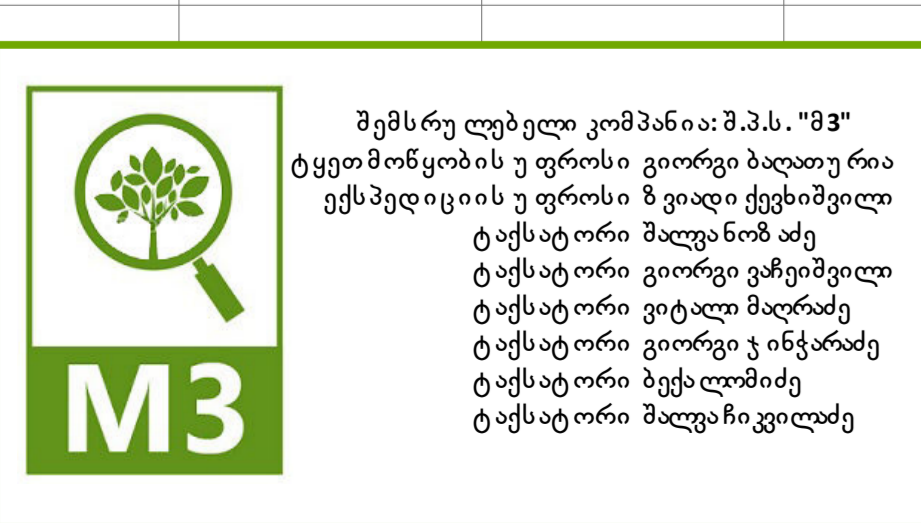 M3
შემსრულებელი კომპანია: შ.პ.ს. "მ3"
ტყეთმოწყობის უფროსი გიორგი ბაღათურია
ექსპედიციის უფროსი ზვიადი ქევხიშვილი
ტაქსატორი შალვა ნოზაძე
ტაქსატორი გიორგი ვაჩეიშვილი
ტაქსატორი ვიტალი მაღრაძე
ტაქსატორი გიორგი ჯინჭარაძე
ტაქსატორი ბექა ლომიძე
ტაქსატორი შალვა ჩიკვილაძე